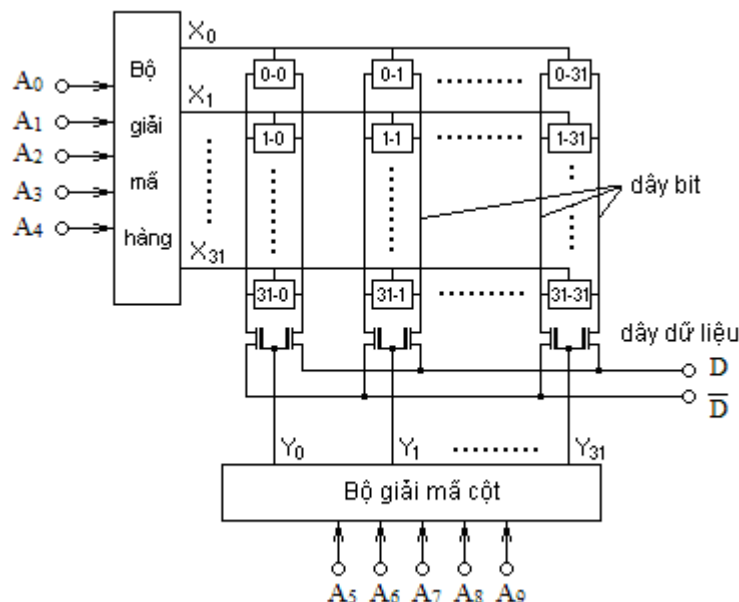 X₀
Bộ
giải
mã
hàng
A₀
A₁
A₂
A₃
A₄
X₁
X₃₁
0-0
0-1
0-31
1-0
1-1
1-31
31-0
31-1
31-31
dây bit
dây dữ liệu
D
D̅
Y₀
Y₁
Y₃₁
Bộ giải mã cột
A₅ A₆ A₇ A₈ A₉